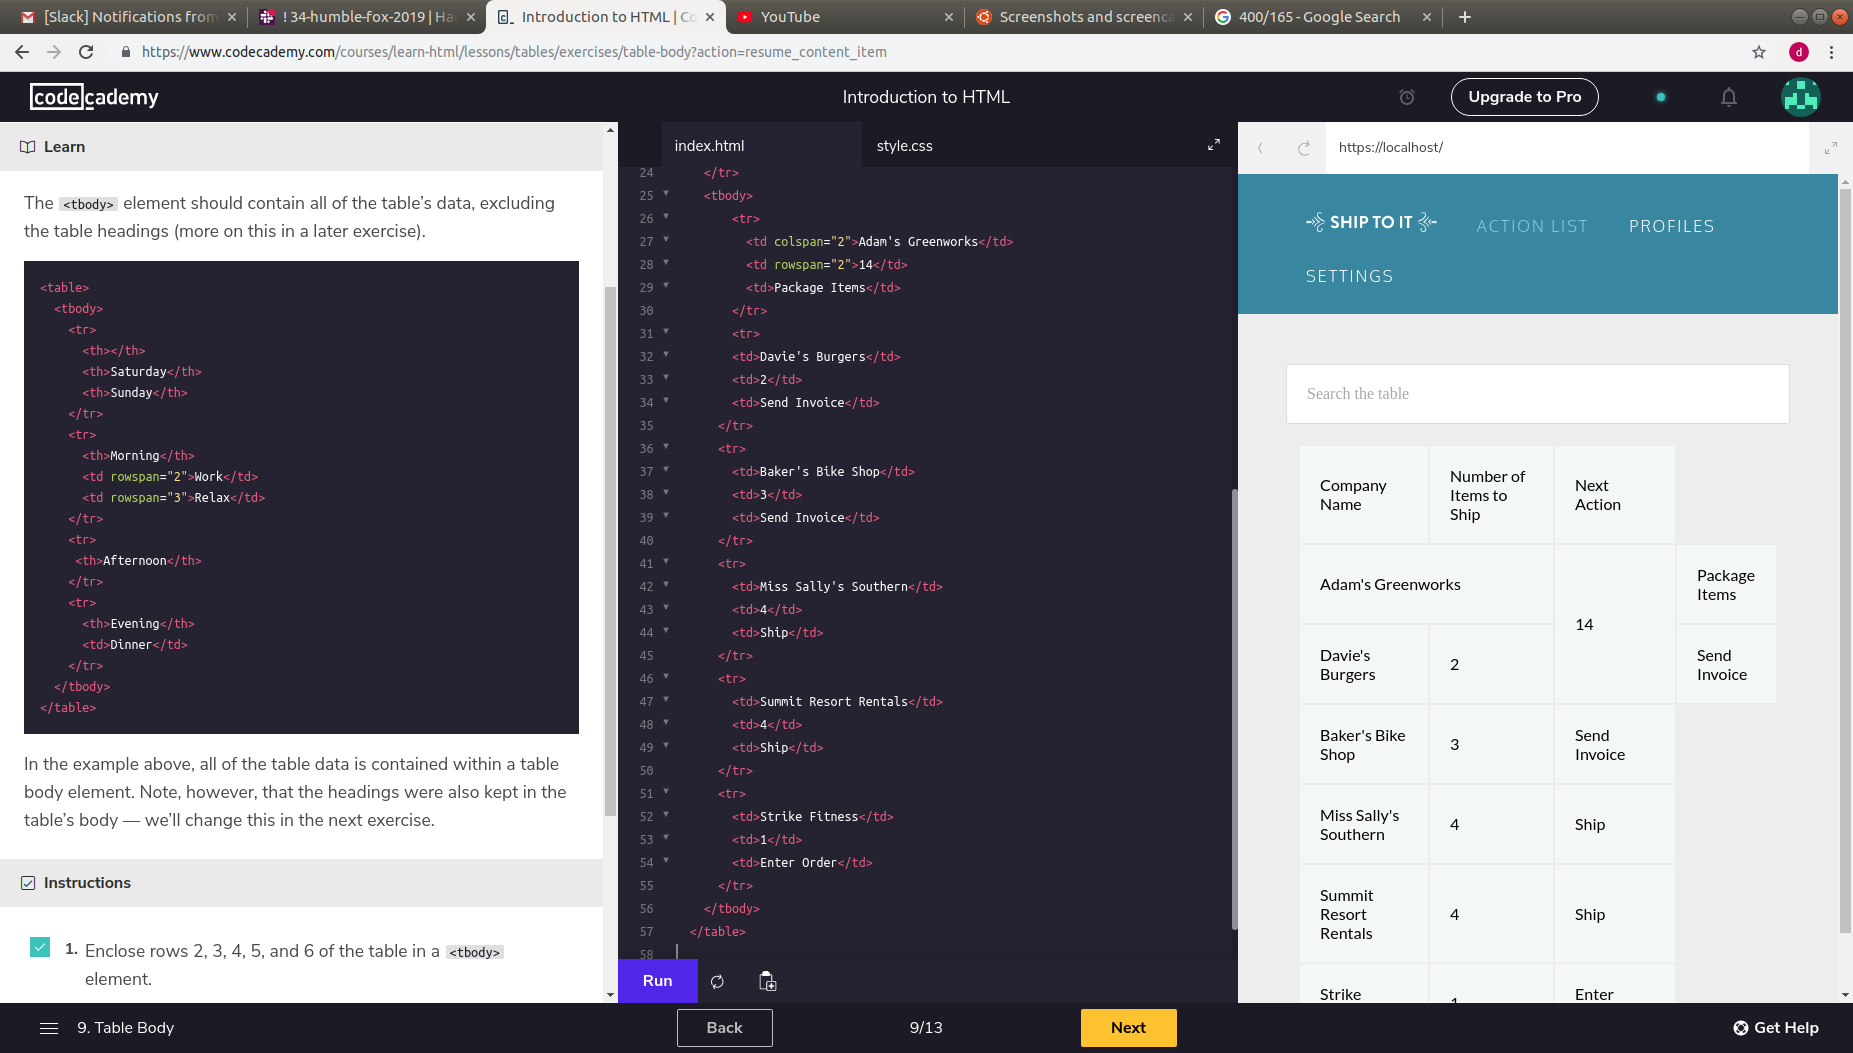 [Slack] Notifications from
! 34-humble-fox-2019 | Ha
Introduction to HTML | Co
YouTube
Screenshots and screenca
400/165 - Google Search
https://www.codecademy.com/courses/learn-html/lessons/tables/exercises/table-body?action=resume_content_item
d
codecademy
Introduction to HTML
Upgrade to Pro
Learn
The <tbody> element should contain all of the table's data, excluding
the table headings (more on this in a later exercise).
<table>
<tbody>
<tr>
<th></th>
<th>Saturday</th>
<th>Sunday</th>
</tr>
<tr>
<th>Morning</th>
<td rowspan="2">Work</td>
<td rowspan="3">Relax</td>
</tr>
<tr>
<th>Afternoon</th>
</tr>
<tr>
<th>Evening</th>
<td>Dinner</td>
</tr>
</tbody>
</table>
In the example above, all of the table data is contained within a table
body element. Note, however, that the headings were also kept in the
table's body — we'll change this in the next exercise.
Instructions
1. Enclose rows 2, 3, 4, 5, and 6 of the table in a <tbody>
element.
index.html
style.css
24 </tr>
25 <tbody>
26 <tr>
27 <td colspan="2">Adam's Greenworks</td>
28 <td rowspan="2">14</td>
29 <td>Package Items</td>
30 </tr>
31 <tr>
32 <td>Davie's Burgers</td>
33 <td>2</td>
34 <td>Send Invoice</td>
35 </tr>
36 <tr>
37 <td>Baker's Bike Shop</td>
38 <td>3</td>
39 <td>Send Invoice</td>
40 </tr>
41 <tr>
42 <td>Miss Sally's Southern</td>
43 <td>4</td>
44 <td>Ship</td>
45 </tr>
46 <tr>
47 <td>Summit Resort Rentals</td>
48 <td>4</td>
49 <td>Ship</td>
50 </tr>
51 <tr>
52 <td>Strike Fitness</td>
53 <td>1</td>
54 <td>Enter Order</td>
55 </tr>
56 </tbody>
57 </table>
58
Run
https://localhost/
SHIP TO IT
ACTION LIST
PROFILES
SETTINGS
Search the table
Company
Name
Number of
Items to
Ship
Next
Action
Adam's Greenworks
14
Package
Items
Davie's
Burgers
2
Send
Invoice
Baker's Bike
Shop
3
Send
Invoice
Miss Sally's
Southern
4
Ship
Summit
Resort
Rentals
4
Ship
Strike
1
Enter
9. Table Body
Back
9/13
Next
Get Help